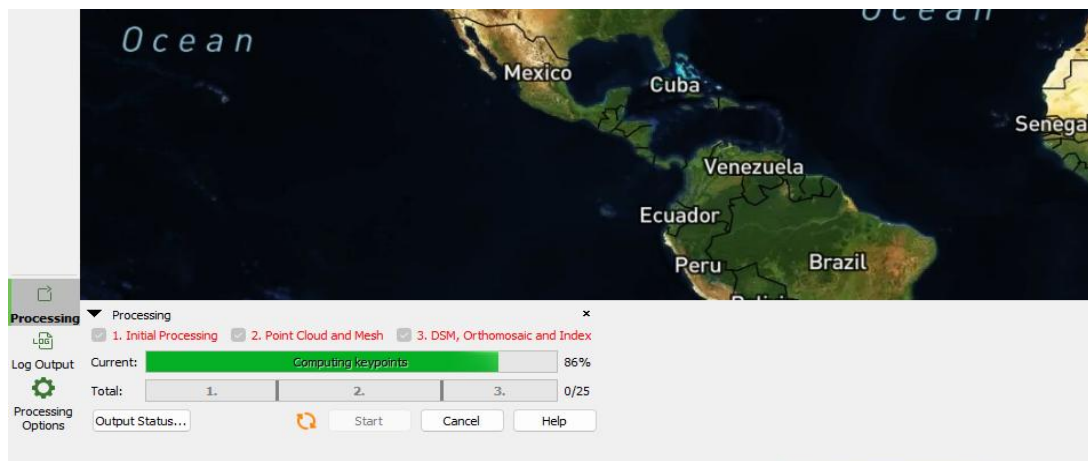 Ocean
Ocean
Mexico
Cuba
Senegal
Venezuela
Ecuador
Peru
Brazil
Processing
LOG
Log Output
Processing
Options
Processing ×
1. Initial Processing 2. Point Cloud and Mesh 3. DSM, Orthomosaic and Index
Current: Computing keypoints 86%
Total: 1. 2. 3. 0/25
Output Status... Start Cancel Help